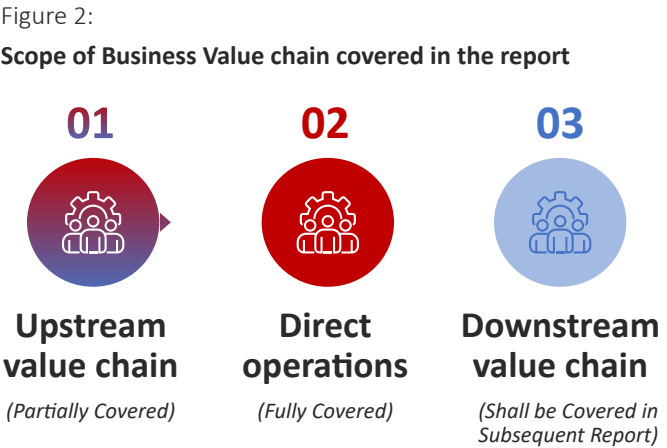 Figure 2:
Scope of Business Value chain covered in the report
01
02
03
Upstream
value chain
(Partially Covered)
Direct
operations
(Fully Covered)
Downstream
value chain
(Shall be Covered in
Subsequent Report)